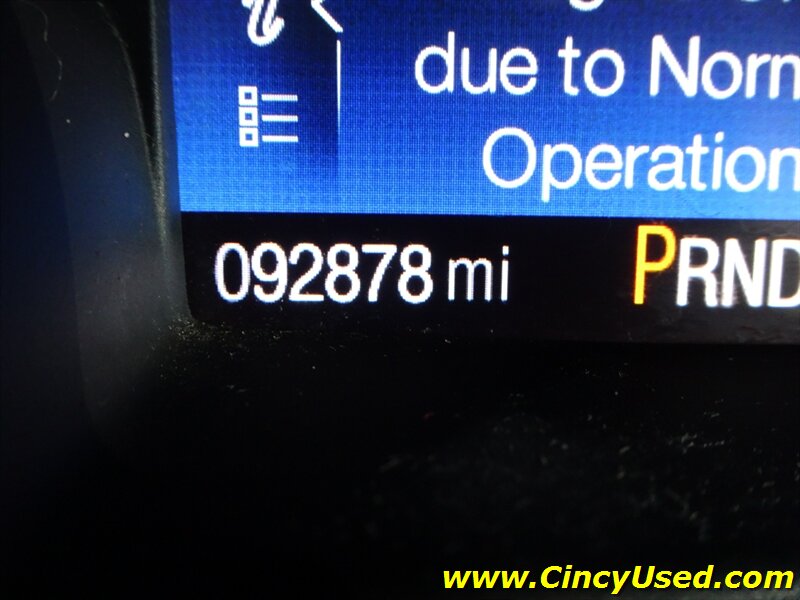 due to Norm
Operation
092878 mi PRND
www.CincyUsed.com